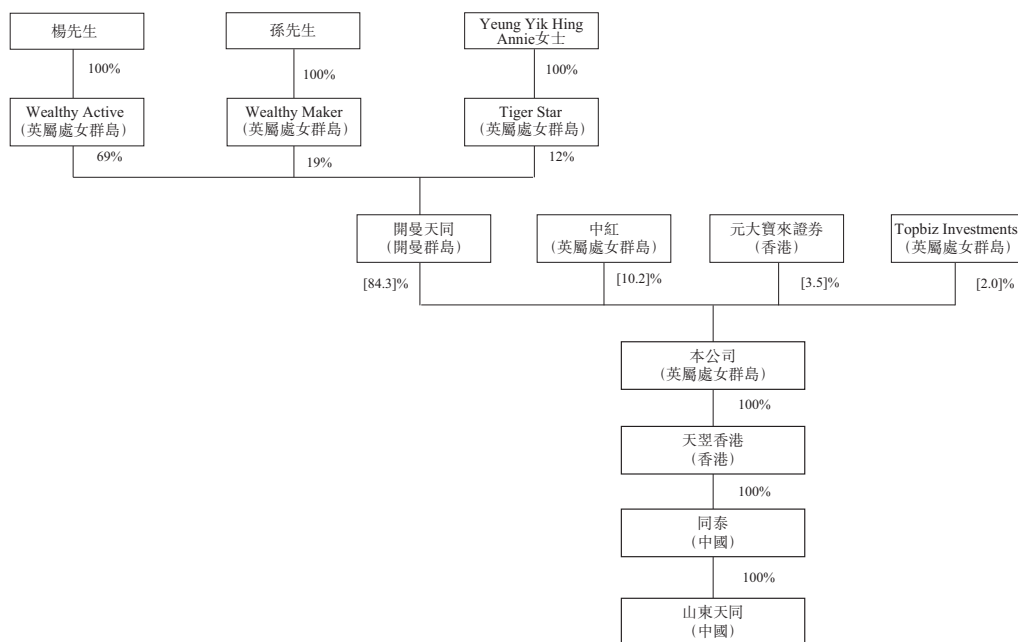 楊先生
孫先生
Yeung Yik Hing
Annie女士
100%
100%
100%
Wealthy Active
（英屬處女群島）
Wealthy Maker
（英屬處女群島）
Tiger Star
（英屬處女群島）
69%
19%
12%
開曼天同
（開曼群島）
中紅
（英屬處女群島）
元大寶來證券
（香港）
Topbiz Investments
（英屬處女群島）
[84.3]%
[10.2]%
[3.5]%
[2.0]%
本公司
（英屬處女群島）
100%
天翌香港
（香港）
100%
同泰
（中國）
100%
山東天同
（中國）